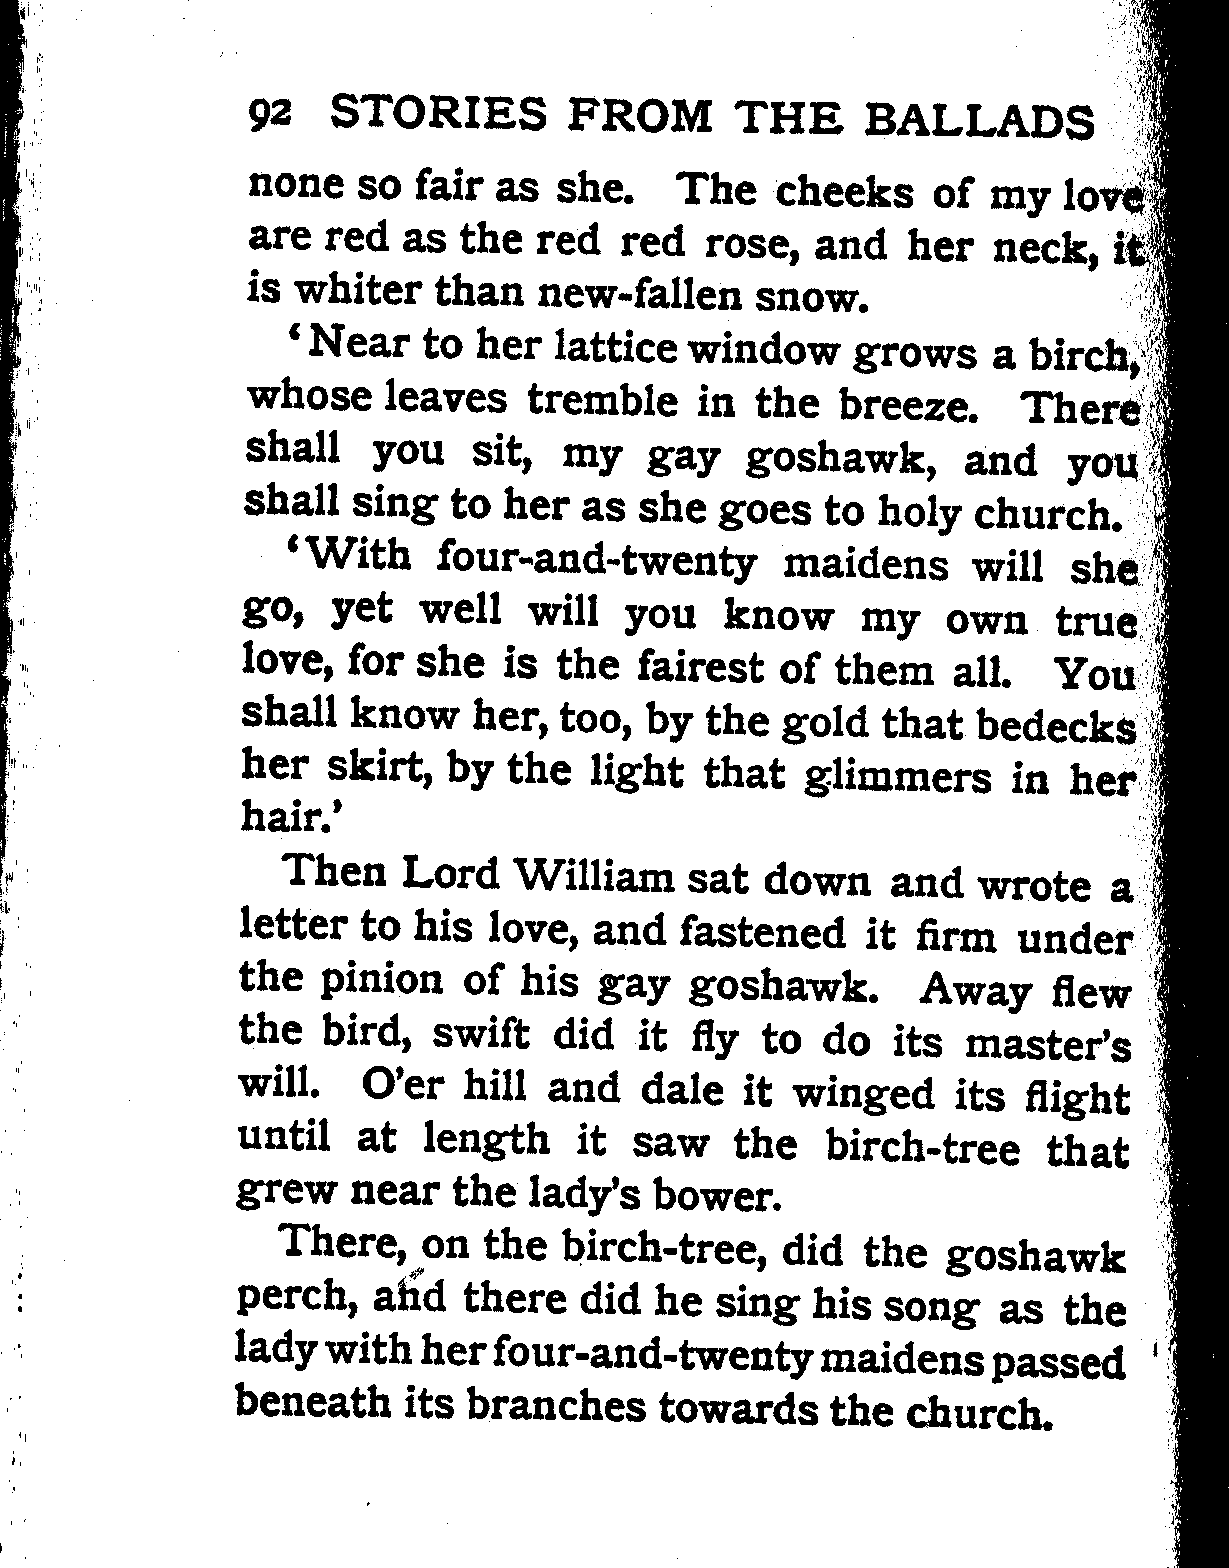 92 STORIES FROM THE BALLADS
none so fair as she. The cheeks of my love
are red as the red red rose, and her neck, it
is whiter than new-fallen snow.
‘Near to her lattice window grows a birch,
whose leaves tremble in the breeze. There
shall you sit, my gay goshawk, and you
shall sing to her as she goes to holy church.
‘With four-and-twenty maidens will she
go, yet well will you know my own true
love, for she is the fairest of them all. You
shall know her, too, by the gold that bedecks
her skirt, by the light that glimmers in her
hair.’
Then Lord William sat down and wrote a
letter to his love, and fastened it firm under
the pinion of his gay goshawk. Away flew
the bird, swift did it fly to do its master’s
will. O’er hill and dale it winged its flight
until at length it saw the birch-tree that
grew near the lady’s bower.
There, on the birch-tree, did the goshawk
perch, and there did he sing his song as the
lady with her four-and-twenty maidens passed
beneath its branches towards the church.